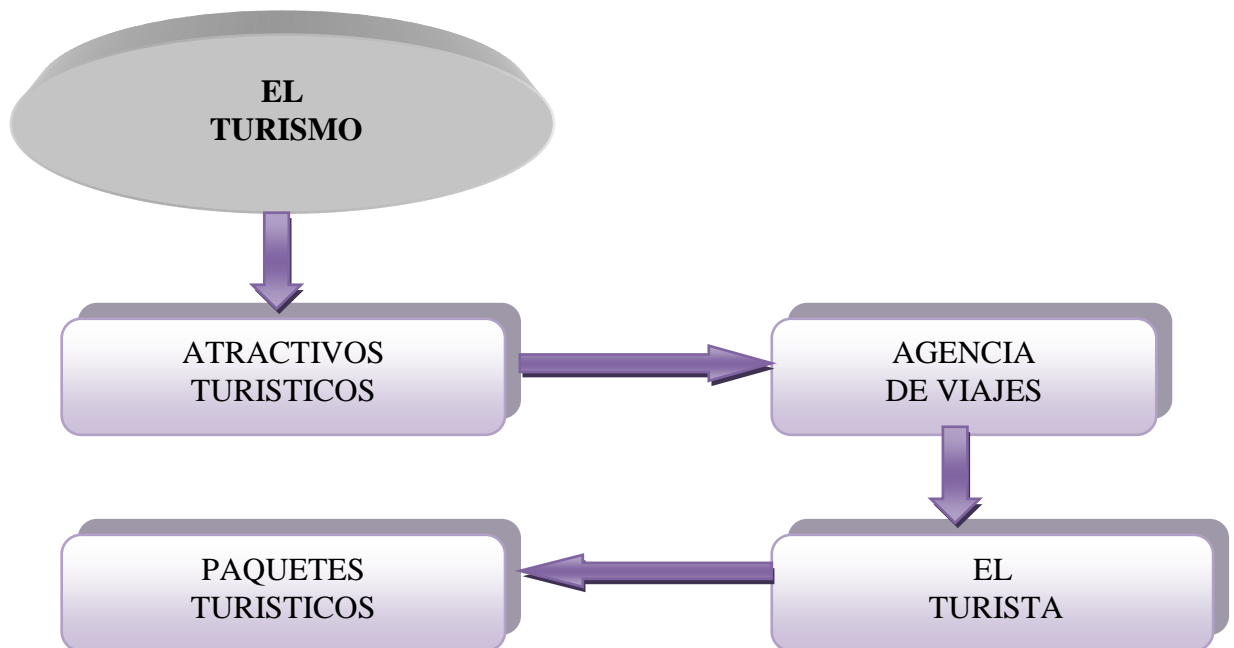 EL
TURISMO
ATRACTIVOS
TURISTICOS
AGENCIA
DE VIAJES
PAQUETES
TURISTICOS
EL
TURISTA